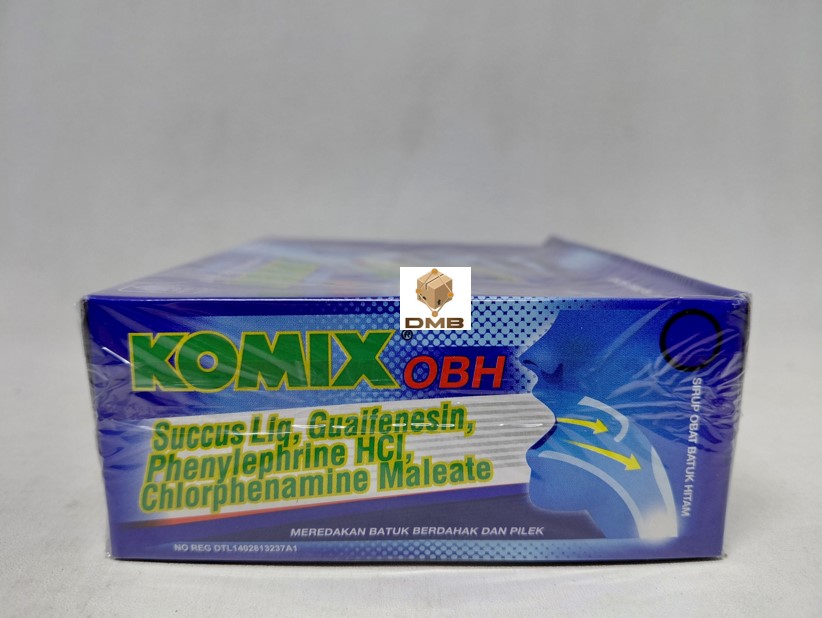 DMB
KOMIX® OBH
Succus Liq, Guaifenesin,
Phenylephrine HCl,
Chlorphenamine Maleate
MEREDAKAN BATUK BERDAHAK DAN PILEK
NO REG DTL1402813237A1
SIRUP OBAT BATUK HITAM